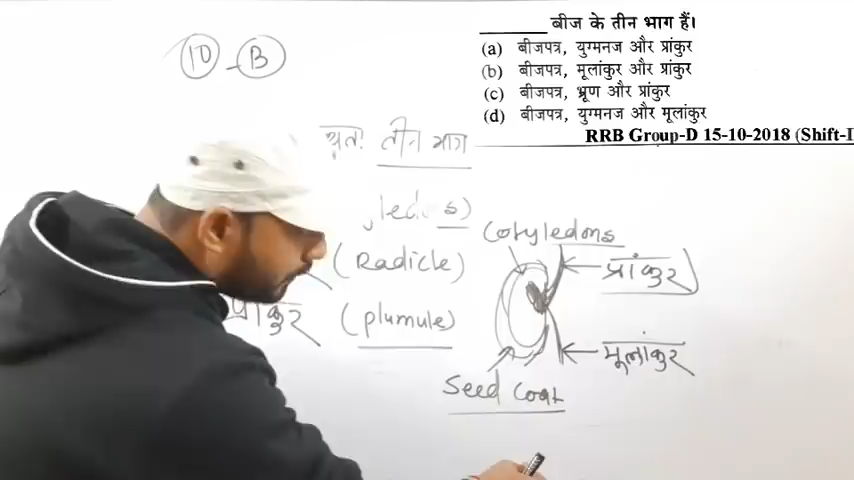 _______ बीज के तीन भाग हैं।
(a) बीजपत्र, युग्मनज और प्रांकुर
(b) बीजपत्र, मूलांकुर और प्रांकुर
(c) बीजपत्र, भ्रूण और प्रांकुर
(d) बीजपत्र, युग्मनज और मूलांकुर
RRB Group-D 15-10-2018 (Shift-I
10 - B
तीन भाग
Cotyledons
(Radicle)
प्रांकुर
प्रांकुर (plumule)
मूलांकुर
Seed coat